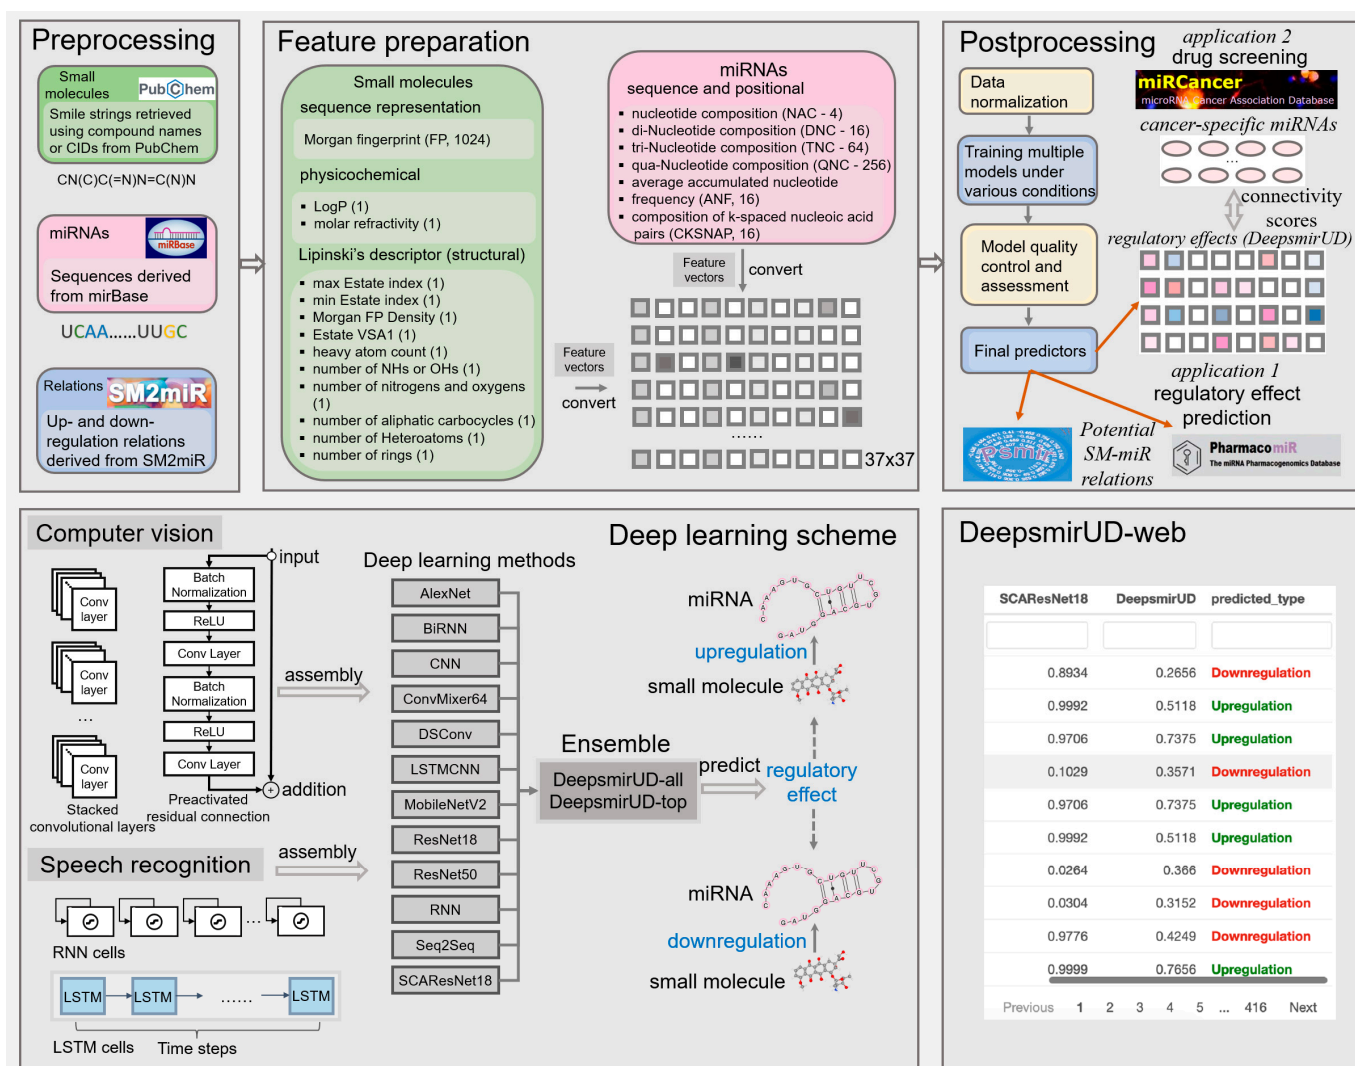 Preprocessing
Small
molecules
PubChem
Smile strings retrieved
using compound names
or CIDs from PubChem
CN(C)C(=N)N=C(N)N
miRNAs
miRBase
Sequences derived
from mirBase
UCAA......UUGC
Relations
SM2miR
Up- and down-
regulation relations
derived from SM2miR
Feature preparation
Small molecules
sequence representation
Morgan fingerprint (FP, 1024)
physicochemical
▪ LogP (1)
▪ molar refractivity (1)
Lipinski's descriptor (structural)
▪ max Estate index (1)
▪ min Estate index (1)
▪ Morgan FP Density (1)
▪ Estate VSA1 (1)
▪ heavy atom count (1)
▪ number of NHs or OHs (1)
▪ number of nitrogens and oxygens
(1)
▪ number of aliphatic carbocycles (1)
▪ number of Heteroatoms (1)
▪ number of rings (1)
miRNAs
sequence and positional
▪ nucleotide composition (NAC - 4)
▪ di-Nucleotide composition (DNC - 16)
▪ tri-Nucleotide composition (TNC - 64)
▪ qua-Nucleotide composition (QNC - 256)
▪ average accumulated nucleotide
▪ frequency (ANF, 16)
▪ composition of k-spaced nucleoic acid
pairs (CKSNAP, 16)
Feature
vectors
convert
Feature
vectors
convert
......
37x37
Postprocessing
Data
normalization
Training multiple
models under
various conditions
Model quality
control and
assessment
Final predictors
application 2
drug screening
miRCancer
microRNA Cancer Association Database
cancer-specific miRNAs
...
connectivity
scores
regulatory effects (DeepsmirUD)
application 1
regulatory effect
prediction
Psmir
Potential
SM-miR
relations
PharmacomiR
The miRNA Pharmacogenomics Database
Computer vision
Conv
layer
Conv
layer
...
Conv
layer
Stacked
convolutional layers
input
Batch
Normalization
ReLU
Conv Layer
Batch
Normalization
ReLU
Conv Layer
addition
Preactivated
residual connection
assembly
Speech recognition
assembly
...
RNN cells
LSTM
LSTM
......
LSTM
LSTM cells
Time steps
Deep learning methods
AlexNet
BiRNN
CNN
ConvMixer64
DSConv
LSTMCNN
MobileNetV2
ResNet18
ResNet50
RNN
Seq2Seq
SCAResNet18
Ensemble
DeepsmirUD-all
DeepsmirUD-top
predict
Deep learning scheme
miRNA
upregulation
small molecule
regulatory
effect
miRNA
downregulation
small molecule
DeepsmirUD-web
SCAResNet18 DeepsmirUD predicted_type
0.8934 0.2656 Downregulation
0.9992 0.5118 Upregulation
0.9706 0.7375 Upregulation
0.1029 0.3571 Downregulation
0.9706 0.7375 Upregulation
0.9992 0.5118 Upregulation
0.0264 0.366 Downregulation
0.0304 0.3152 Downregulation
0.9776 0.4249 Downregulation
0.9999 0.7656 Upregulation
Previous 1 2 3 4 5 ... 416 Next